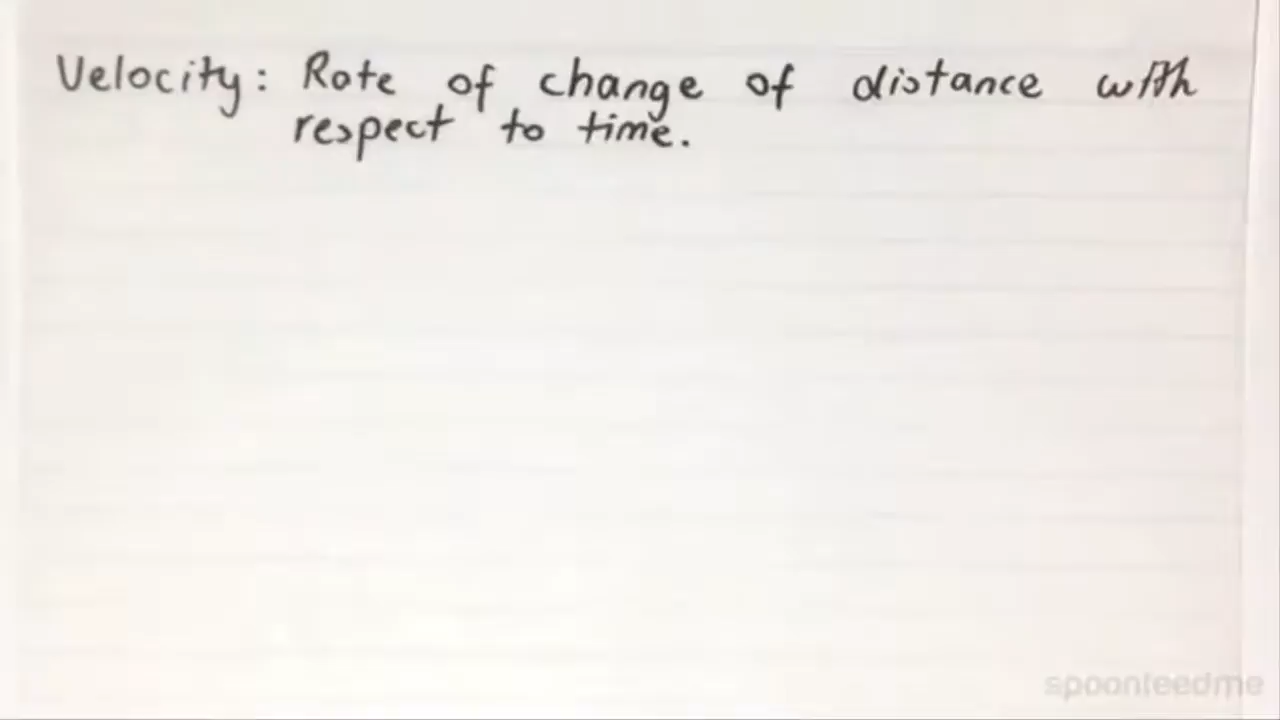 Velocity: Rate of change of distance with
respect to time.
spoonfeedme